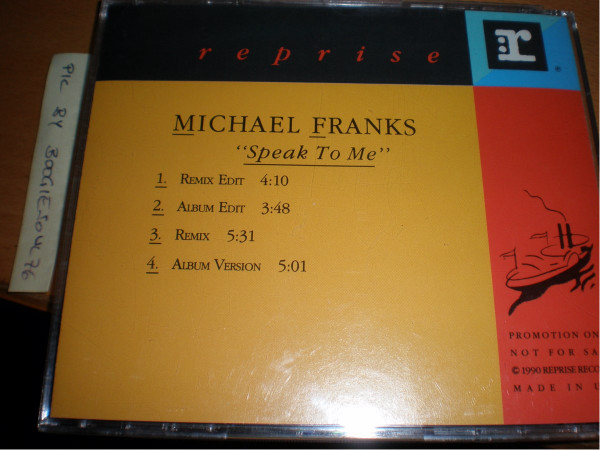 reprise
r
®
MICHAEL FRANKS
"Speak To Me"
1. REMIX EDIT 4:10
2. ALBUM EDIT 3:48
3. REMIX 5:31
4. ALBUM VERSION 5:01
PROMOTION ON
NOT FOR SA
© 1990 REPRISE RECO
MADE IN U
PIC BY BOOGIESOUL76